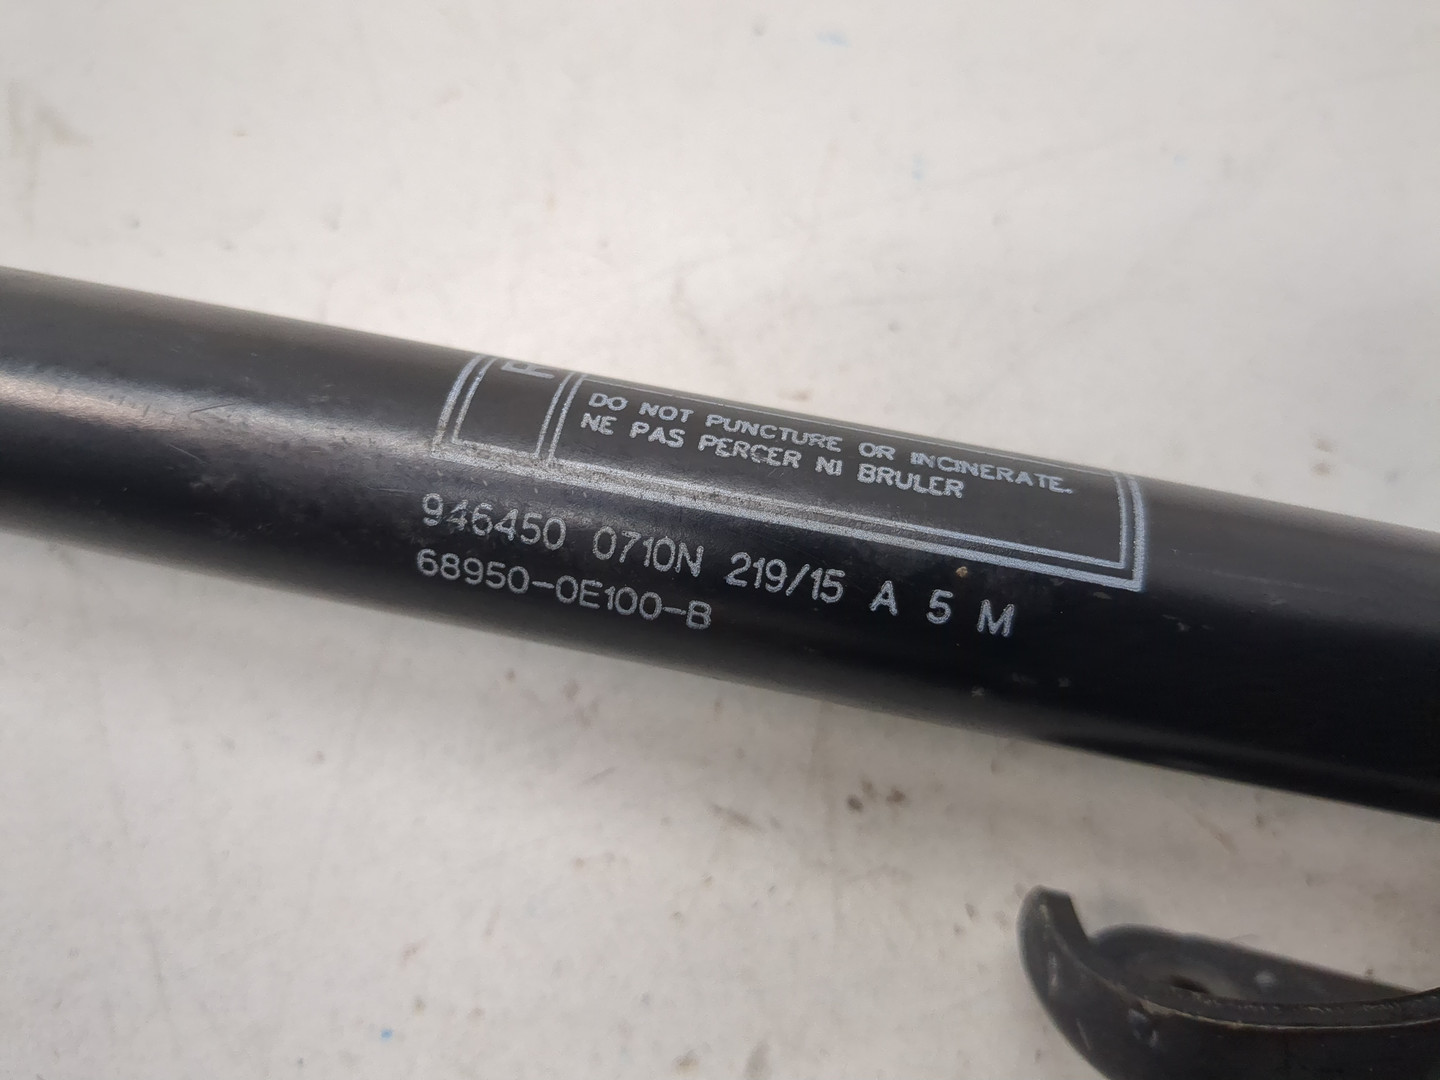 DO NOT PUNCTURE OR INCINERATE.
NE PAS PERCER NI BRULER
946450 0710N 219/15 A 5 M
68950-0E100-B